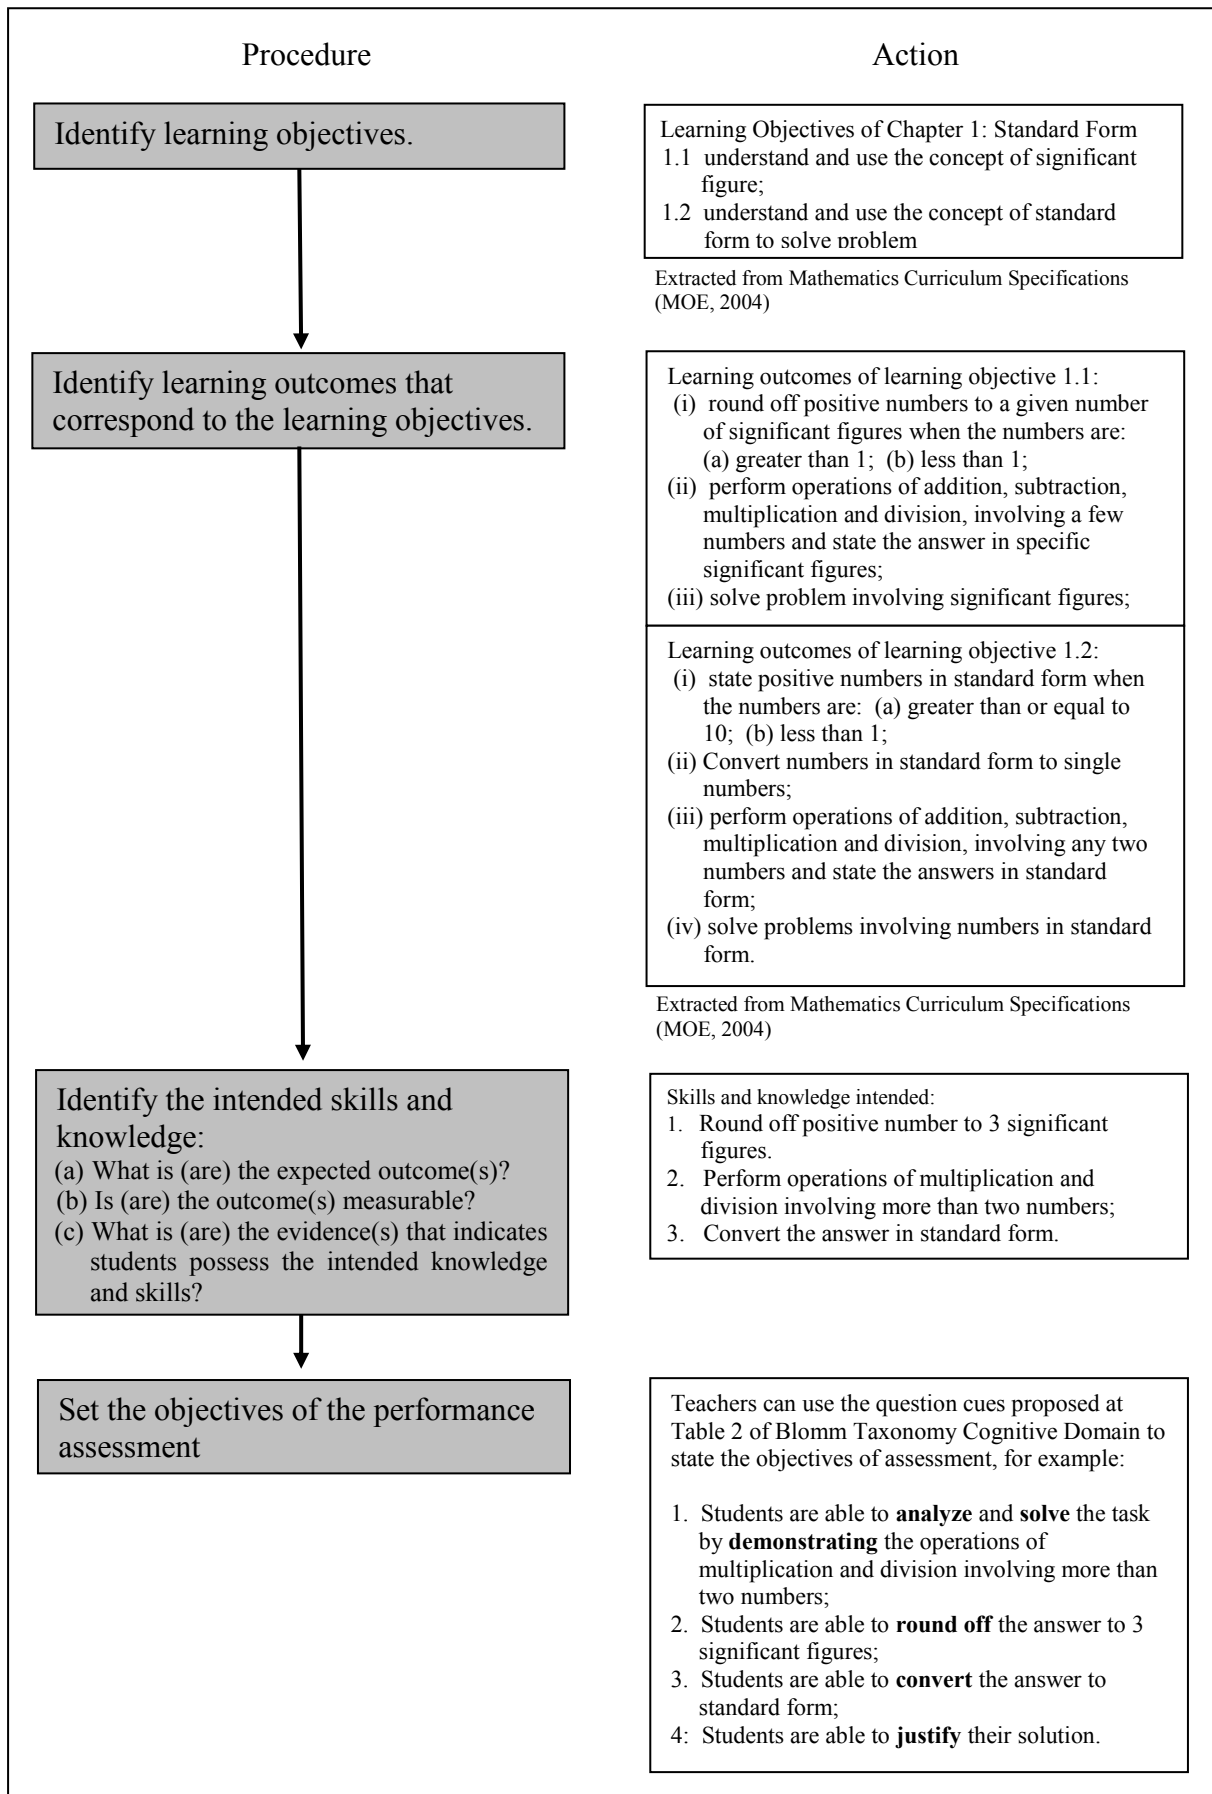 Procedure
Action
Identify learning objectives.
Learning Objectives of Chapter 1: Standard Form
1.1 understand and use the concept of significant
figure;
1.2 understand and use the concept of standard
form to solve problem
Extracted from Mathematics Curriculum Specifications
(MOE, 2004)
Identify learning outcomes that
correspond to the learning objectives.
Learning outcomes of learning objective 1.1:
(i) round off positive numbers to a given number
of significant figures when the numbers are:
(a) greater than 1; (b) less than 1;
(ii) perform operations of addition, subtraction,
multiplication and division, involving a few
numbers and state the answer in specific
significant figures;
(iii) solve problem involving significant figures;
Learning outcomes of learning objective 1.2:
(i) state positive numbers in standard form when
the numbers are: (a) greater than or equal to
10; (b) less than 1;
(ii) Convert numbers in standard form to single
numbers;
(iii) perform operations of addition, subtraction,
multiplication and division, involving any two
numbers and state the answers in standard
form;
(iv) solve problems involving numbers in standard
form.
Extracted from Mathematics Curriculum Specifications
(MOE, 2004)
Identify the intended skills and
knowledge:
(a) What is (are) the expected outcome(s)?
(b) Is (are) the outcome(s) measurable?
(c) What is (are) the evidence(s) that indicates
students possess the intended knowledge
and skills?
Skills and knowledge intended:
1. Round off positive number to 3 significant
figures.
2. Perform operations of multiplication and
division involving more than two numbers;
3. Convert the answer in standard form.
Set the objectives of the performance
assessment
Teachers can use the question cues proposed at
Table 2 of Blomm Taxonomy Cognitive Domain to
state the objectives of assessment, for example:
1. Students are able to analyze and solve the task
by demonstrating the operations of
multiplication and division involving more than
two numbers;
2. Students are able to round off the answer to 3
significant figures;
3. Students are able to convert the answer to
standard form;
4: Students are able to justify their solution.